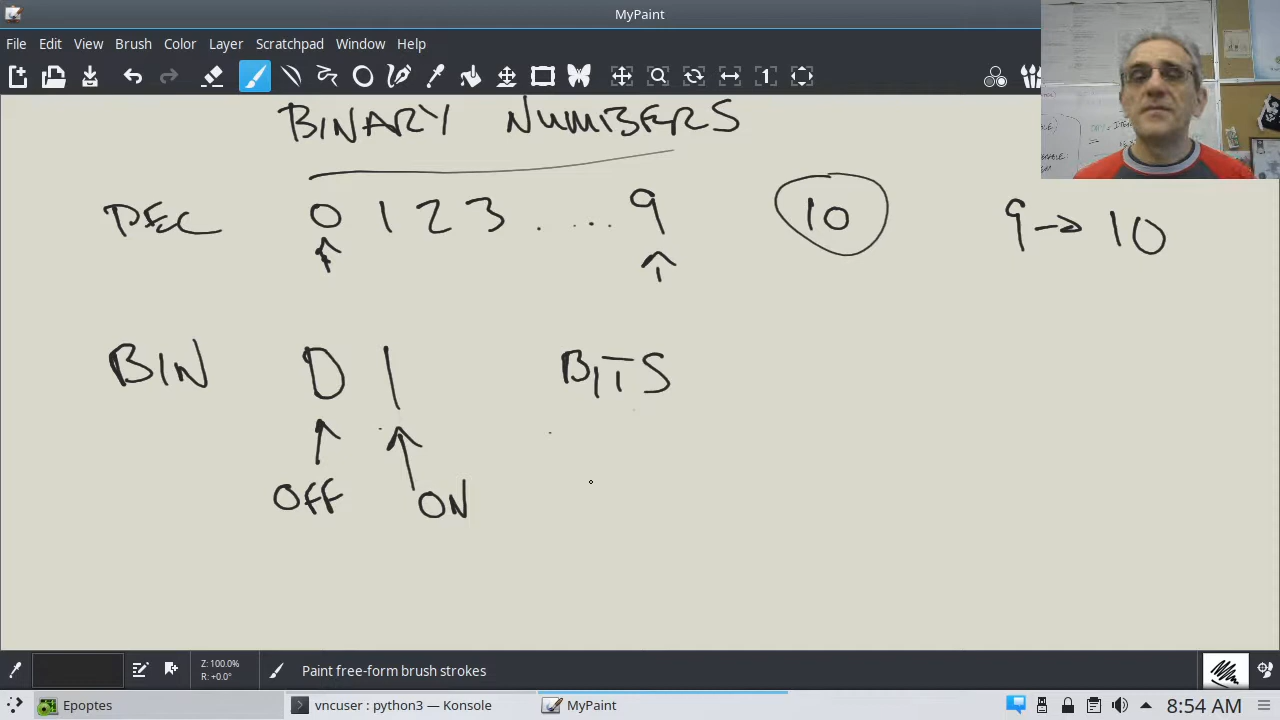 MyPaint
File Edit View Brush Color Layer Scratchpad Window Help
BINARY NUMBERS
DEC 0 1 2 3 . ... 9 10 9 → 10
BIN 0 1 BITS
OFF ON
Z: 100.0%
R: +0.0°
Paint free-form brush strokes
Epoptes
vncuser : python3 — Konsole
MyPaint
8:54 AM